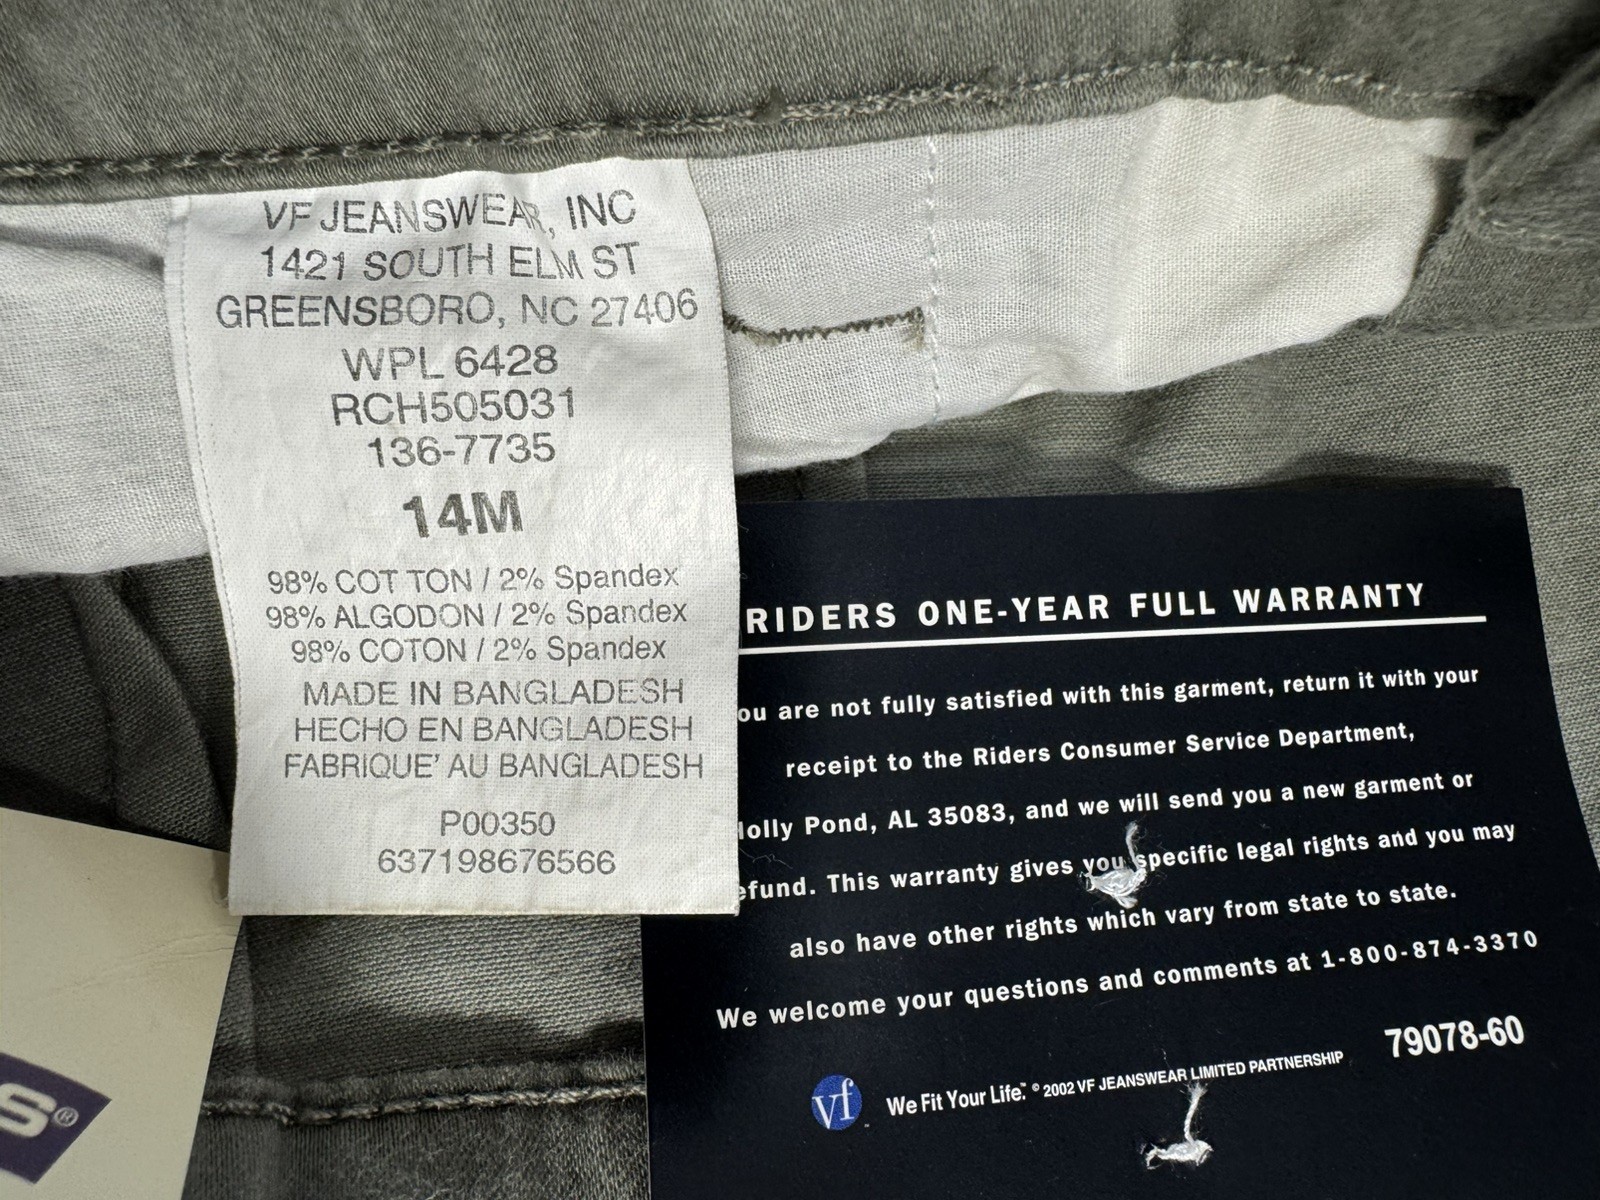 VF JEANSWEAR, INC
1421 SOUTH ELM ST
GREENSBORO, NC 27406
WPL 6428
RCH505031
136-7735
14M
98% COTTON / 2% Spandex
98% ALGODON / 2% Spandex
98% COTON / 2% Spandex
MADE IN BANGLADESH
HECHO EN BANGLADESH
FABRIQUE' AU BANGLADESH
P00350
637198676566
RIDERS ONE-YEAR FULL WARRANTY
ou are not fully satisfied with this garment, return it with your
receipt to the Riders Consumer Service Department,
olly Pond, AL 35083, and we will send you a new garment or
efund. This warranty gives you specific legal rights and you may
also have other rights which vary from state to state.
We welcome your questions and comments at 1-800-874-3370
79078-60
vf We Fit Your Life.™ © 2002 VF JEANSWEAR LIMITED PARTNERSHIP
S®